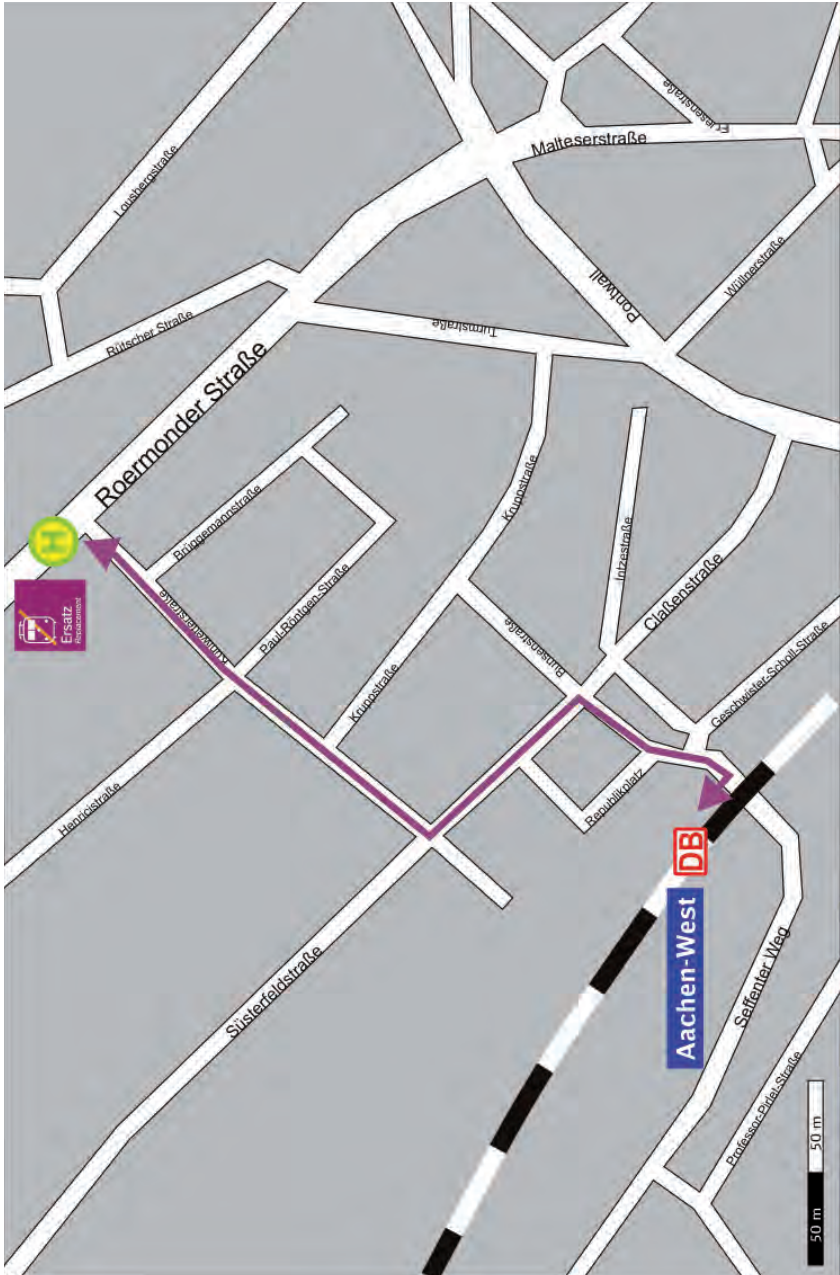 Lousbergstraße
Malteserstraße
Rütscher Straße
Pontwall
Wüllnerstraße
Turmstraße
Roermonder Straße
H
Ersatz
Replacement
Brüggemannstraße
Kruppstraße
Intzestraße
Claßenstraße
Paul-Röntgen-Straße
Bunsenstraße
Geschwister-Scholl-Straße
Kruppstraße
Henricistraße
Republikplatz
DB
Aachen-West
Süsterfeldstraße
Seffenter Weg
Professor-Pirlet-Straße
50 m
50 m